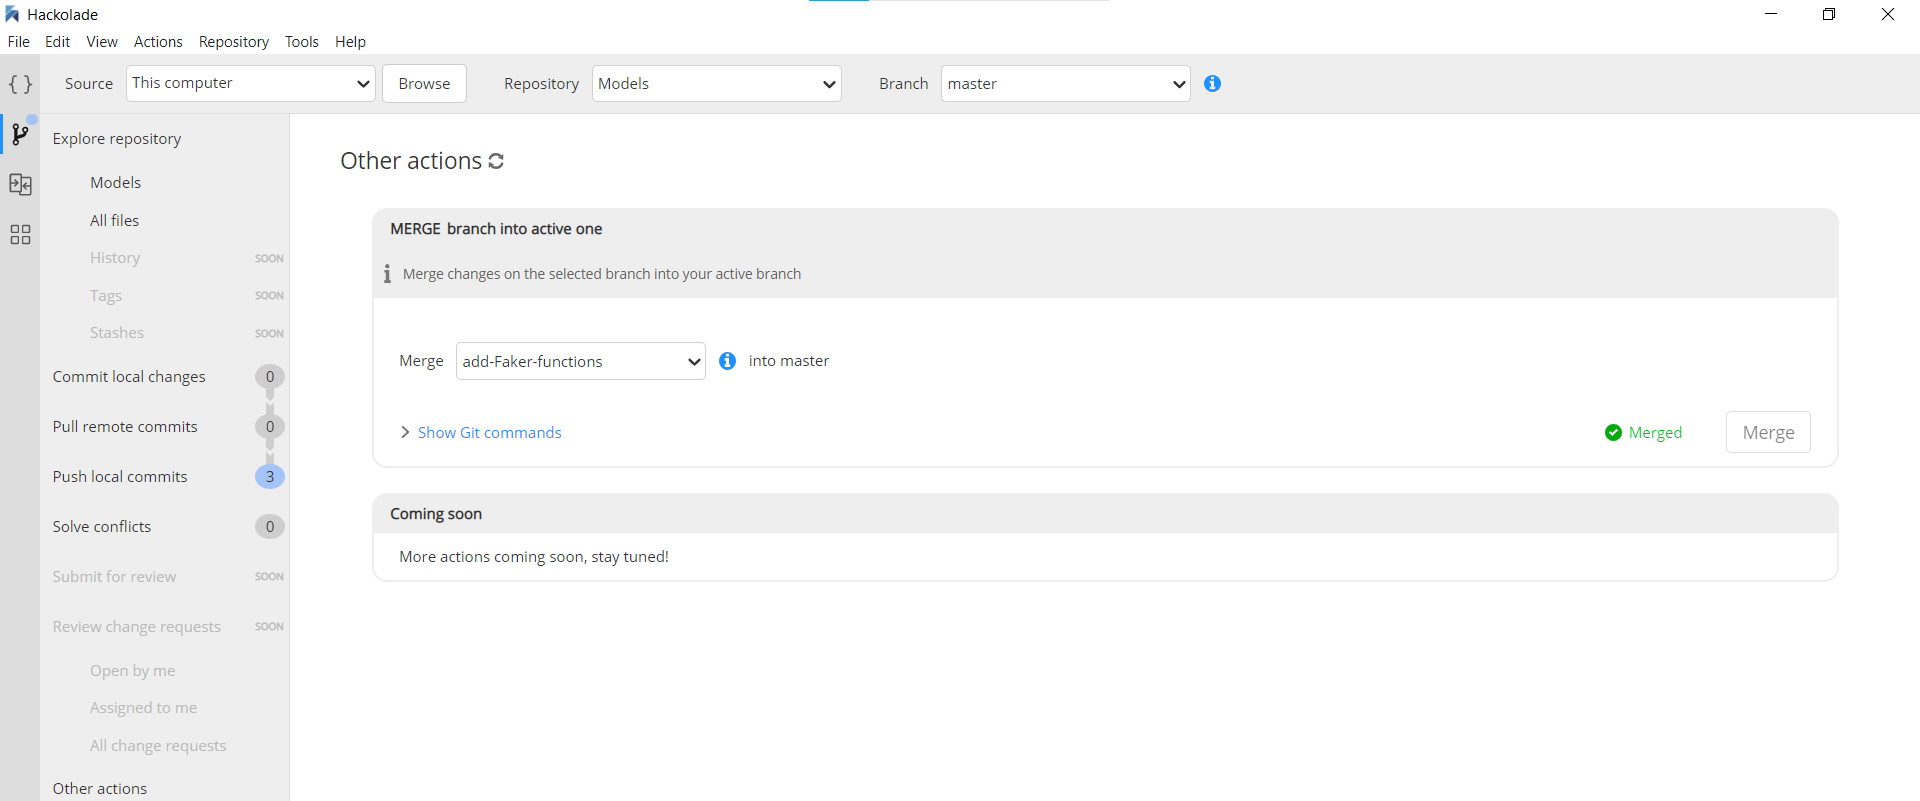 Hackolade
File Edit View Actions Repository Tools Help
Source This computer Browse Repository Models Branch master
Explore repository
Models
All files
History SOON
Tags SOON
Stashes SOON
Commit local changes 0
Pull remote commits 0
Push local commits 3
Solve conflicts 0
Submit for review SOON
Review change requests SOON
Open by me
Assigned to me
All change requests
Other actions
Other actions
MERGE branch into active one
Merge changes on the selected branch into your active branch
Merge add-Faker-functions into master
Show Git commands Merged Merge
Coming soon
More actions coming soon, stay tuned!